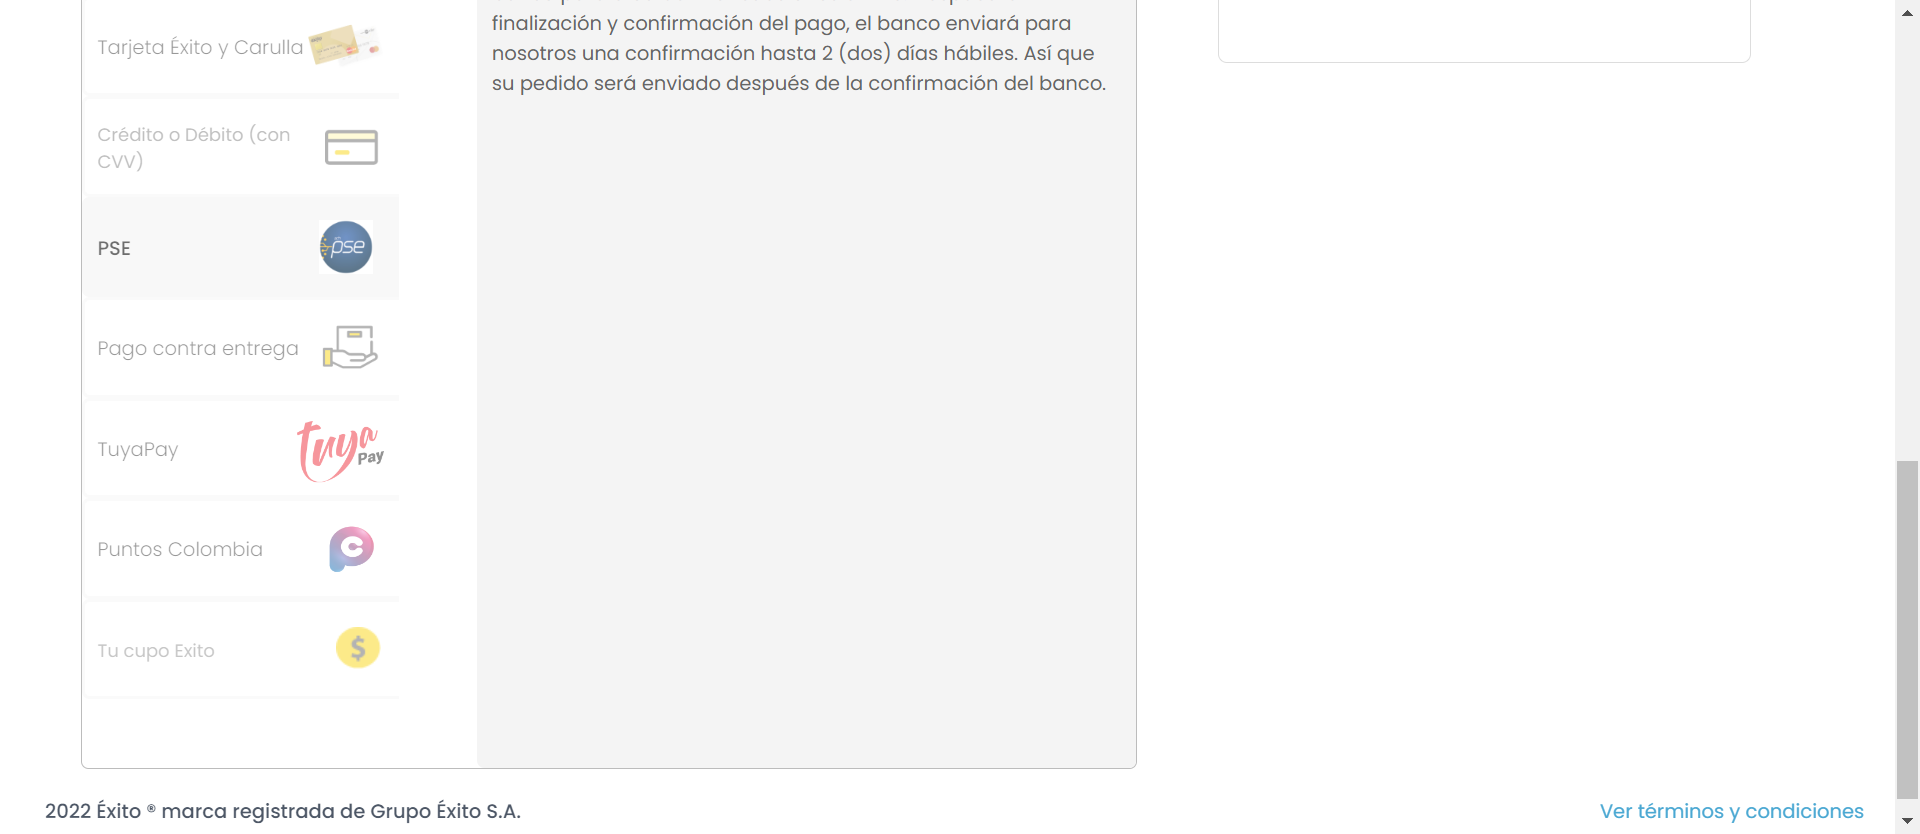 finalización y confirmación del pago, el banco enviará para
nosotros una confirmación hasta 2 (dos) días hábiles. Así que
su pedido será enviado después de la confirmación del banco.
Tarjeta Éxito y Carulla
Crédito o Débito (con
CVV)
PSE
pse
Pago contra entrega
TuyaPay
tuya
Pay
Puntos Colombia
Tu cupo Exito
$
2022 Éxito ® marca registrada de Grupo Éxito S.A.
Ver términos y condiciones